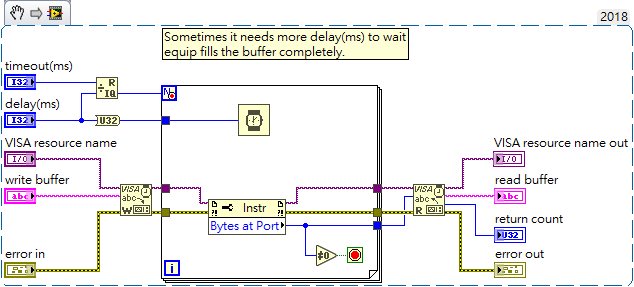 2018
Sometimes it needs more delay(ms) to wait
equip fills the buffer completely.
timeout(ms)
I32
R
IQ
N
delay(ms)
I32
U32
VISA resource name
I/O
VISA resource name out
I/O
write buffer
abc
VISA
abc
W
Instr
Bytes at Port
VISA
abc
R
read buffer
abc
return count
U32
≠0
error in
error out
i